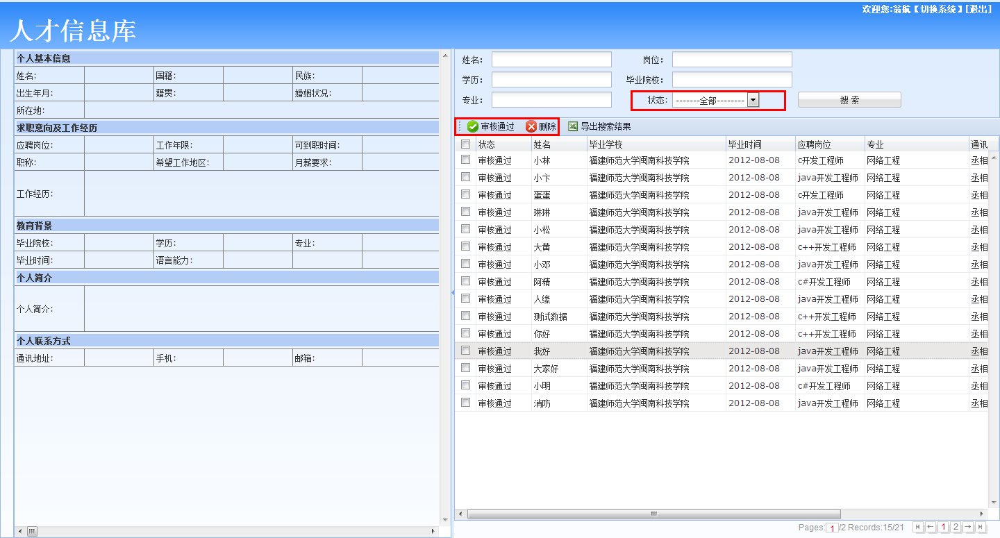 欢迎您:翁航【切换系统】[退出]
人才信息库
个人基本信息
姓名: 国籍: 民族:
出生年月: 籍贯: 婚姻状况:
所在地:
求职意向及工作经历
应聘岗位: 工作年限: 可到职时间:
职称: 希望工作地区: 月薪要求:
工作经历:
教育背景
毕业院校: 学历: 专业:
毕业时间: 语言能力:
个人简介
个人简介:
个人联系方式
通讯地址: 手机: 邮箱:
姓名: 岗位:
学历: 毕业院校:
专业: 状态: -------全部-------- 搜 索
审核通过 删除 导出搜索结果
状态 姓名 毕业学校 毕业时间 应聘岗位 专业 通讯
审核通过 小林 福建师范大学闽南科技学院 2012-08-08 c开发工程师 网络工程 丞相
审核通过 小卞 福建师范大学闽南科技学院 2012-08-08 java开发工程师 网络工程 丞相
审核通过 蛋蛋 福建师范大学闽南科技学院 2012-08-08 c开发工程师 网络工程 丞相
审核通过 琳琳 福建师范大学闽南科技学院 2012-08-08 java开发工程师 网络工程 丞相
审核通过 小松 福建师范大学闽南科技学院 2012-08-08 java开发工程师 网络工程 丞相
审核通过 大黄 福建师范大学闽南科技学院 2012-08-08 c++开发工程师 网络工程 丞相
审核通过 小邓 福建师范大学闽南科技学院 2012-08-08 java开发工程师 网络工程 丞相
审核通过 阿精 福建师范大学闽南科技学院 2012-08-08 c#开发工程师 网络工程 丞相
审核通过 人缘 福建师范大学闽南科技学院 2012-08-08 java开发工程师 网络工程 丞相
审核通过 测试数据 福建师范大学闽南科技学院 2012-08-08 c++开发工程师 网络工程 丞相
审核通过 你好 福建师范大学闽南科技学院 2012-08-08 c++开发工程师 网络工程 丞相
审核通过 我好 福建师范大学闽南科技学院 2012-08-08 java开发工程师 网络工程 丞相
审核通过 大家好 福建师范大学闽南科技学院 2012-08-08 java开发工程师 网络工程 丞相
审核通过 小明 福建师范大学闽南科技学院 2012-08-08 c#开发工程师 网络工程 丞相
审核通过 消防 福建师范大学闽南科技学院 2012-08-08 java开发工程师 网络工程 丞相
Pages: 1 /2 Records:15/21 1 2